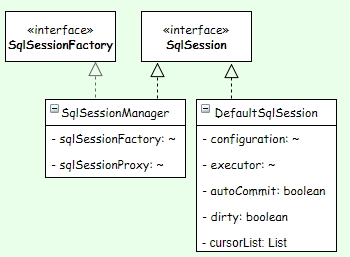 «interface»
SqlSessionFactory
«interface»
SqlSession
SqlSessionManager
- sqlSessionFactory: ~
- sqlSessionProxy: ~
DefaultSqlSession
- configuration: ~
- executor: ~
- autoCommit: boolean
- dirty: boolean
- cursorList: List